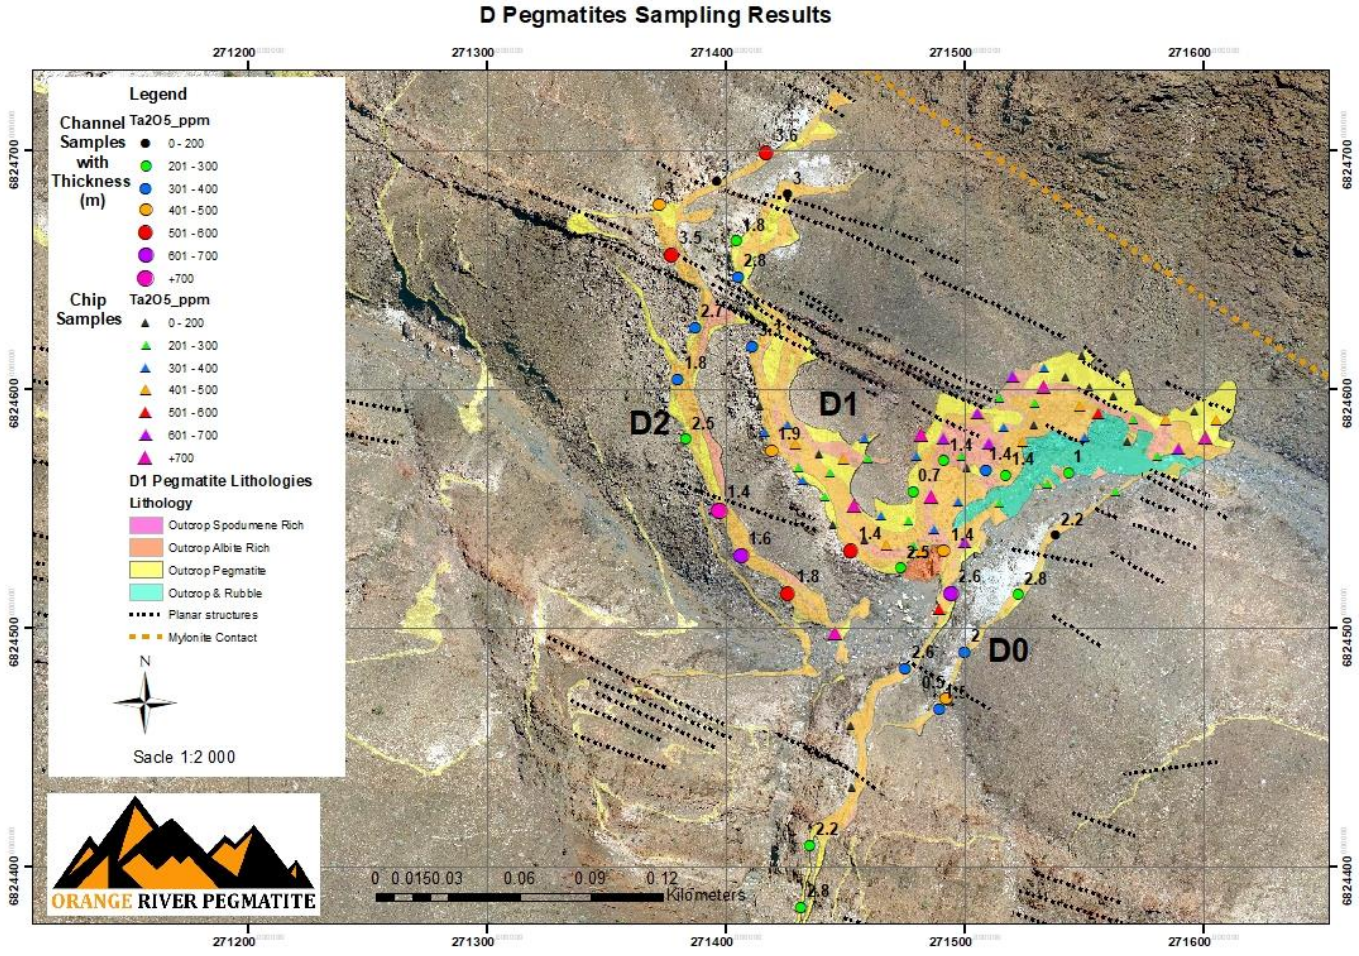 D Pegmatites Sampling Results
271200
271300
271400
271500
271600
Legend
Channel Samples with Thickness (m)
Ta2O5_ppm
0 - 200
201 - 300
301 - 400
401 - 500
501 - 600
601 - 700
+700
Chip Samples
Ta2O5_ppm
0 - 200
201 - 300
301 - 400
401 - 500
501 - 600
601 - 700
+700
D1 Pegmatite Lithologies
Lithology
Outcrop Spodumene Rich
Outcrop Albite Rich
Outcrop Pegmatite
Outcrop & Rubble
Planar structures
Mylonite Contact
N
Sacle 1:2 000
ORANGE RIVER PEGMATITE
6824700
6824600
6824500
6824400
3.6
3
3
3
3.5
1.8
2.8
2.7
1.8
D2
2.5
D1
1.9
1.4
1.6
1.8
1.4
1.4
1.4
1
0.7
1.4
2.5
1.4
2.6
2.2
2.8
2
D0
2.6
0.5
2.2
2.8
0 0.015 0.03 0.06 0.09 0.12
Kilometers
6824700
6824600
6824500
6824400
271200
271300
271400
271500
271600